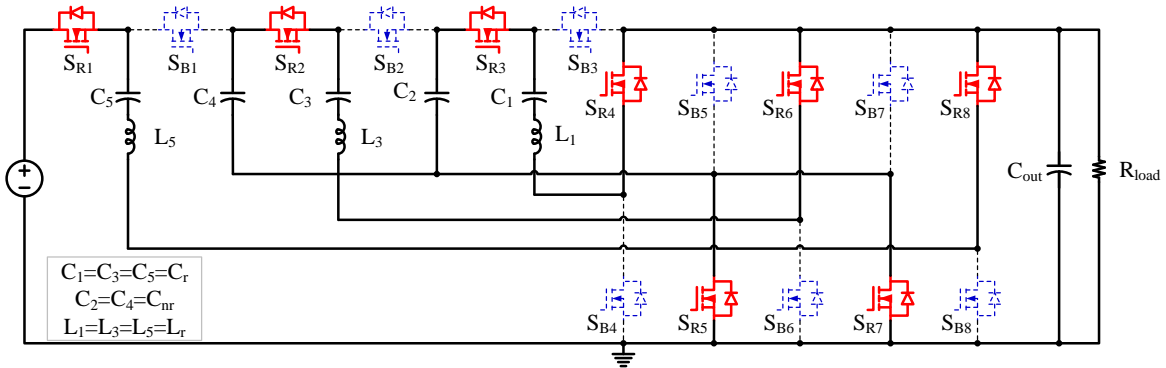 S_R1
S_B1
S_R2
S_B2
S_R3
S_B3
C_5
C_4
C_3
C_2
C_1
S_R4
S_B5
S_R6
S_B7
S_R8
L_5
L_3
L_1
C_out
R_load
C_1=C_3=C_5=C_r
C_2=C_4=C_nr
L_1=L_3=L_5=L_r
S_B4
S_R5
S_B6
S_R7
S_B8